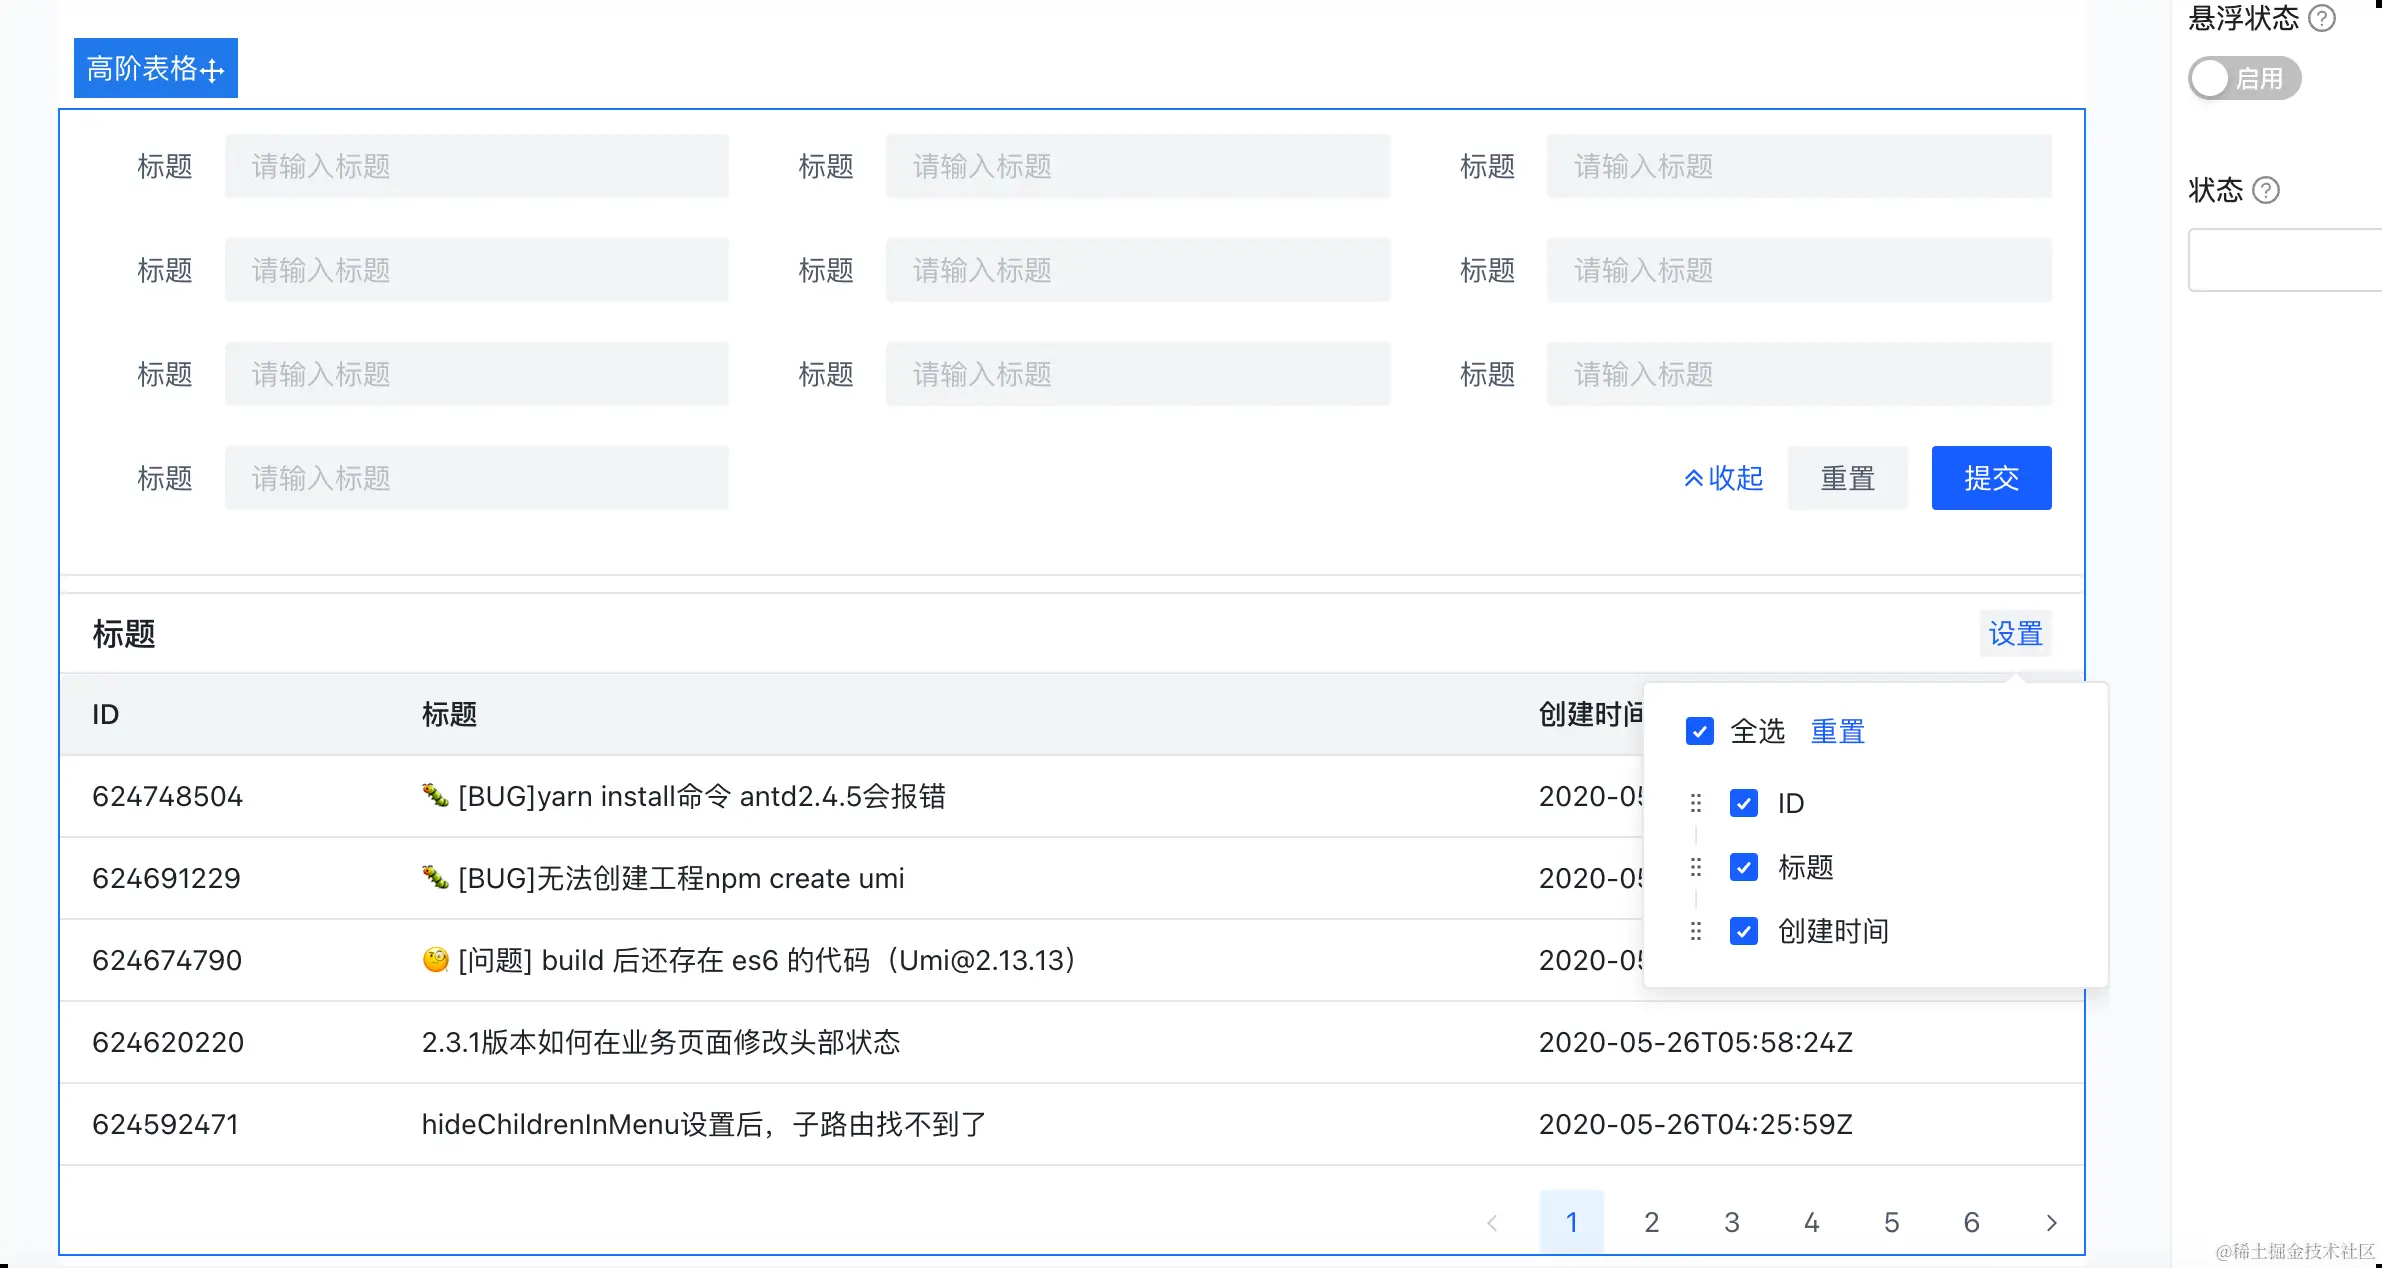 悬浮状态
高阶表格
启用
标题 请输入标题 标题 请输入标题 标题 请输入标题
状态
标题 请输入标题 标题 请输入标题 标题 请输入标题
标题 请输入标题 标题 请输入标题 标题 请输入标题
标题 请输入标题 收起 重置 提交
标题 设置
ID 标题 创建时间
全选 重置
624748504 🐛 [BUG]yarn install命令 antd2.4.5会报错 2020-05
ID
624691229 🐛 [BUG]无法创建工程npm create umi 2020-05
标题
624674790 🧐 [问题] build 后还存在 es6 的代码（Umi@2.13.13） 2020-05
创建时间
624620220 2.3.1版本如何在业务页面修改头部状态 2020-05-26T05:58:24Z
624592471 hideChildrenInMenu设置后，子路由找不到了 2020-05-26T04:25:59Z
< 1 2 3 4 5 6 >
@稀土掘金技术社区